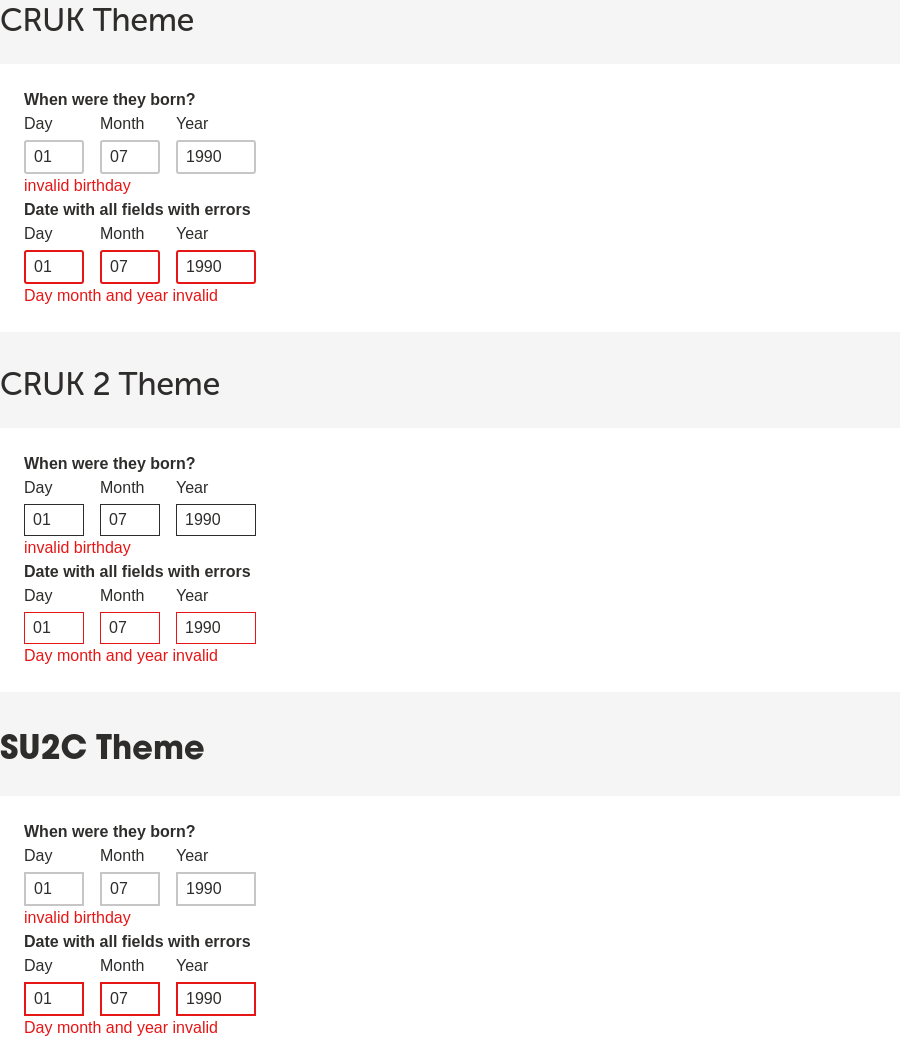 CRUK Theme
When were they born?
Day Month Year
01 07 1990
invalid birthday
Date with all fields with errors
Day Month Year
01 07 1990
Day month and year invalid
CRUK 2 Theme
When were they born?
Day Month Year
01 07 1990
invalid birthday
Date with all fields with errors
Day Month Year
01 07 1990
Day month and year invalid
SU2C Theme
When were they born?
Day Month Year
01 07 1990
invalid birthday
Date with all fields with errors
Day Month Year
01 07 1990
Day month and year invalid